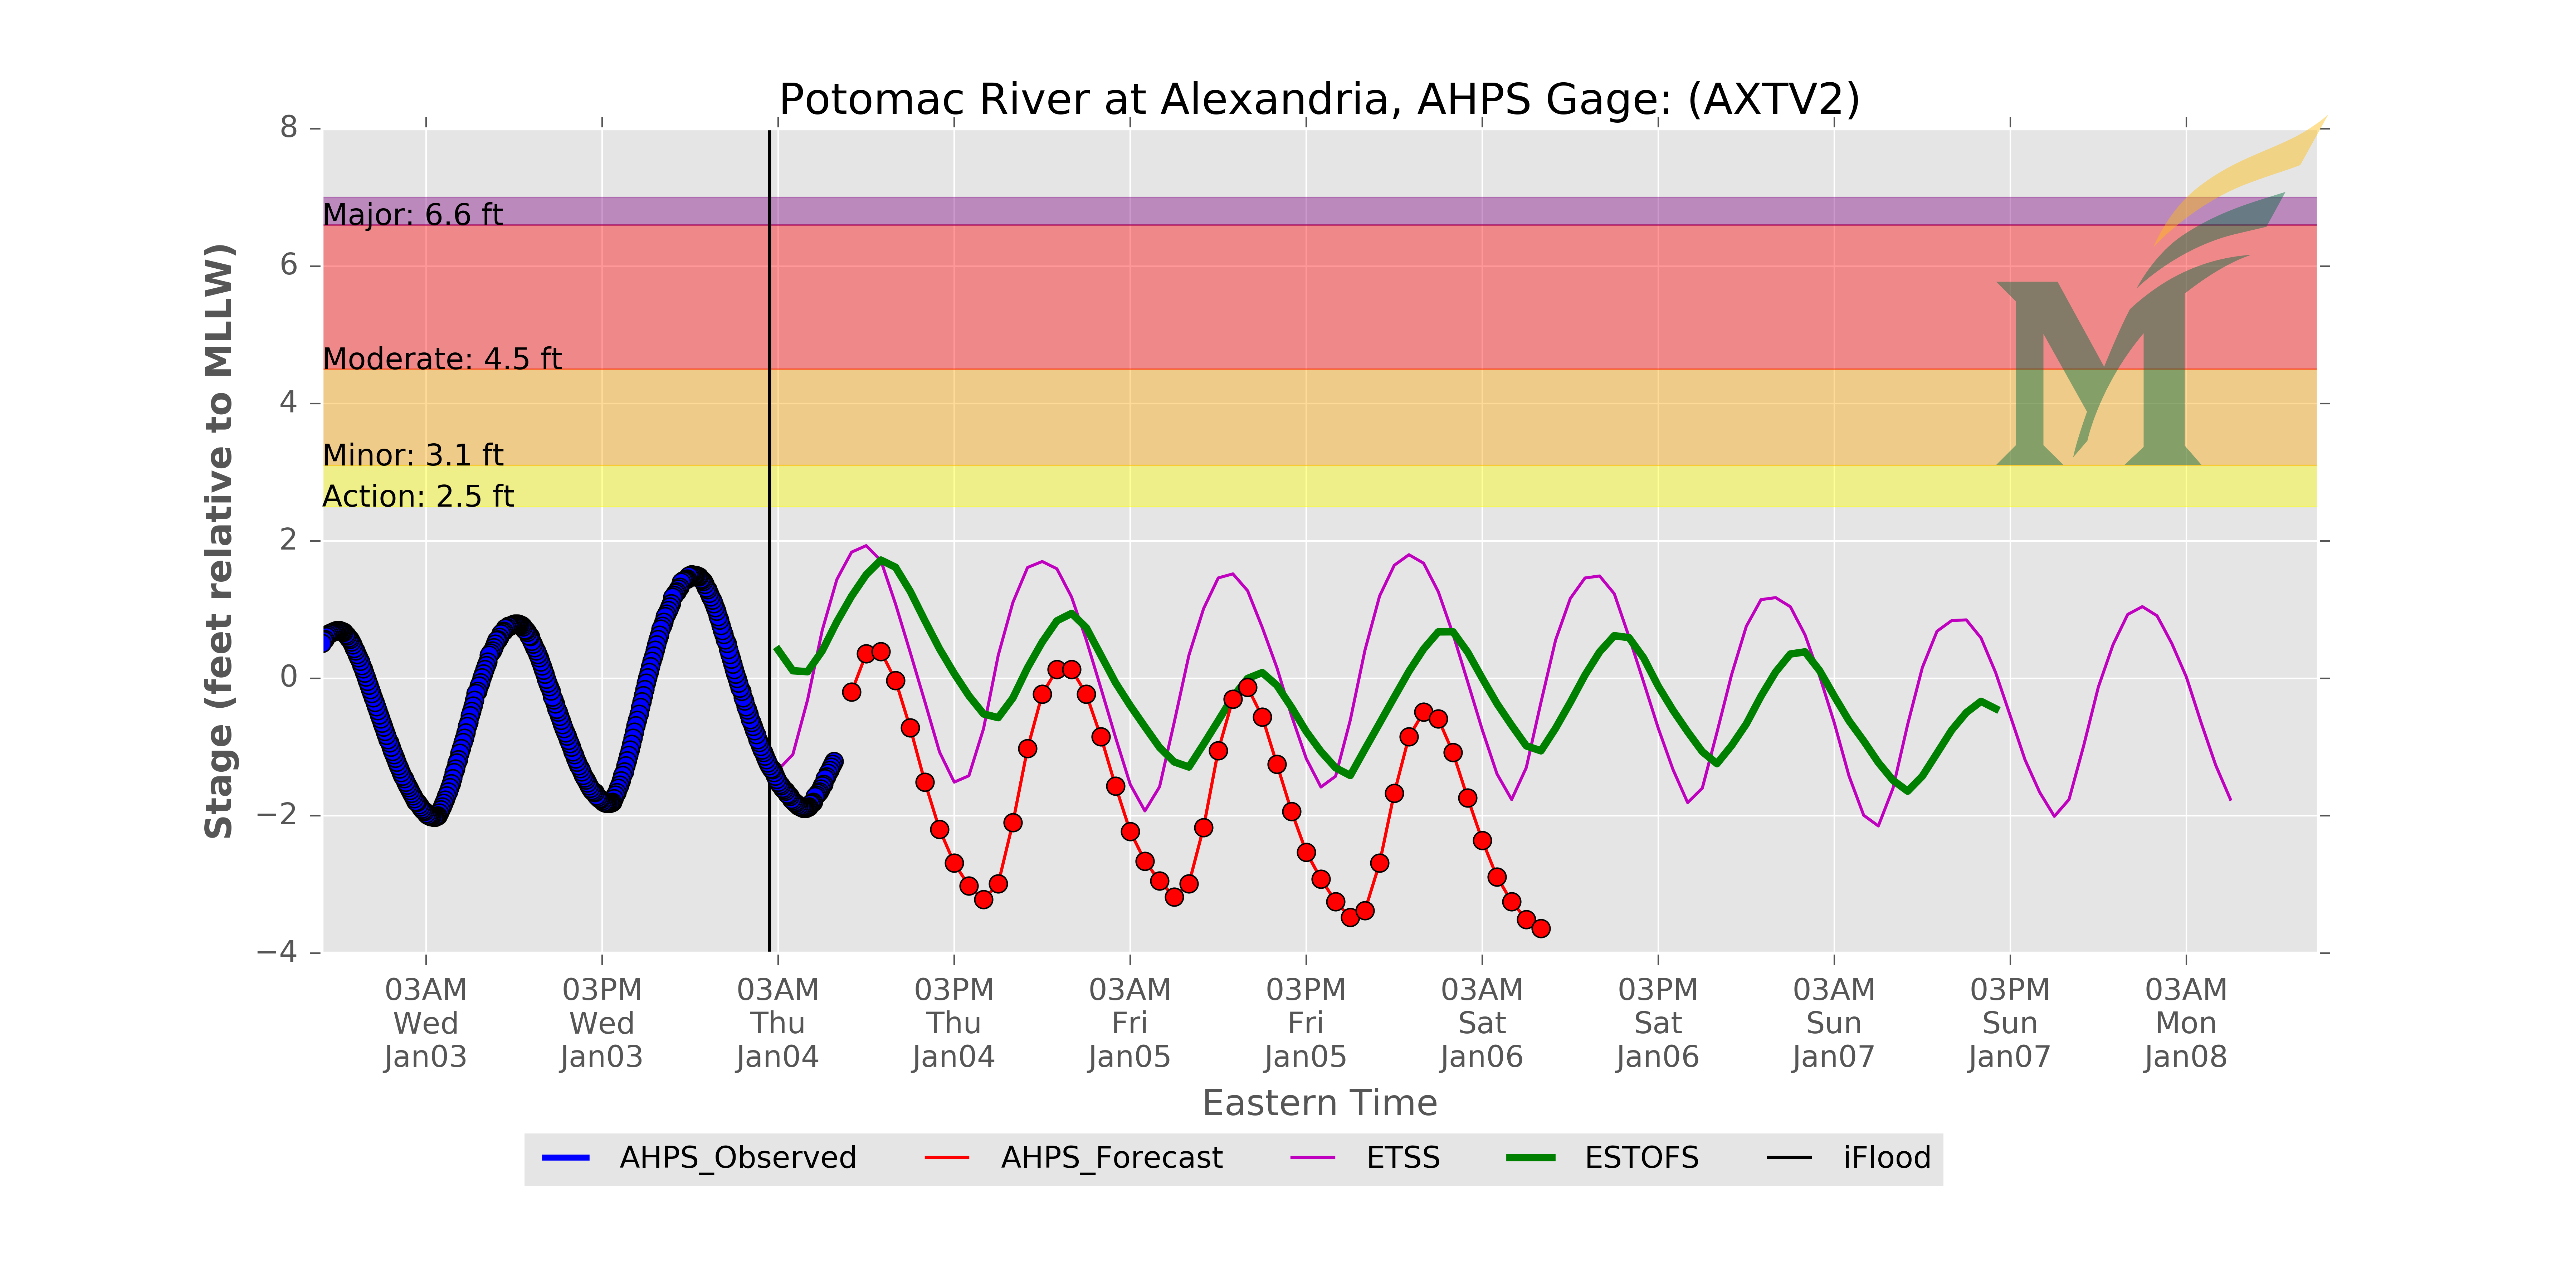 Potomac River at Alexandria, AHPS Gage: (AXTV2)
Stage (feet relative to MLLW)
8
6
4
2
0
−2
−4
Major: 6.6 ft
Moderate: 4.5 ft
Minor: 3.1 ft
Action: 2.5 ft
M
03AM 03PM 03AM 03PM 03AM 03PM 03AM 03PM 03AM 03PM 03AM
Wed Wed Thu Thu Fri Fri Sat Sat Sun Sun Mon
Jan03 Jan03 Jan04 Jan04 Jan05 Jan05 Jan06 Jan06 Jan07 Jan07 Jan08
Eastern Time
AHPS_Observed AHPS_Forecast ETSS ESTOFS iFlood